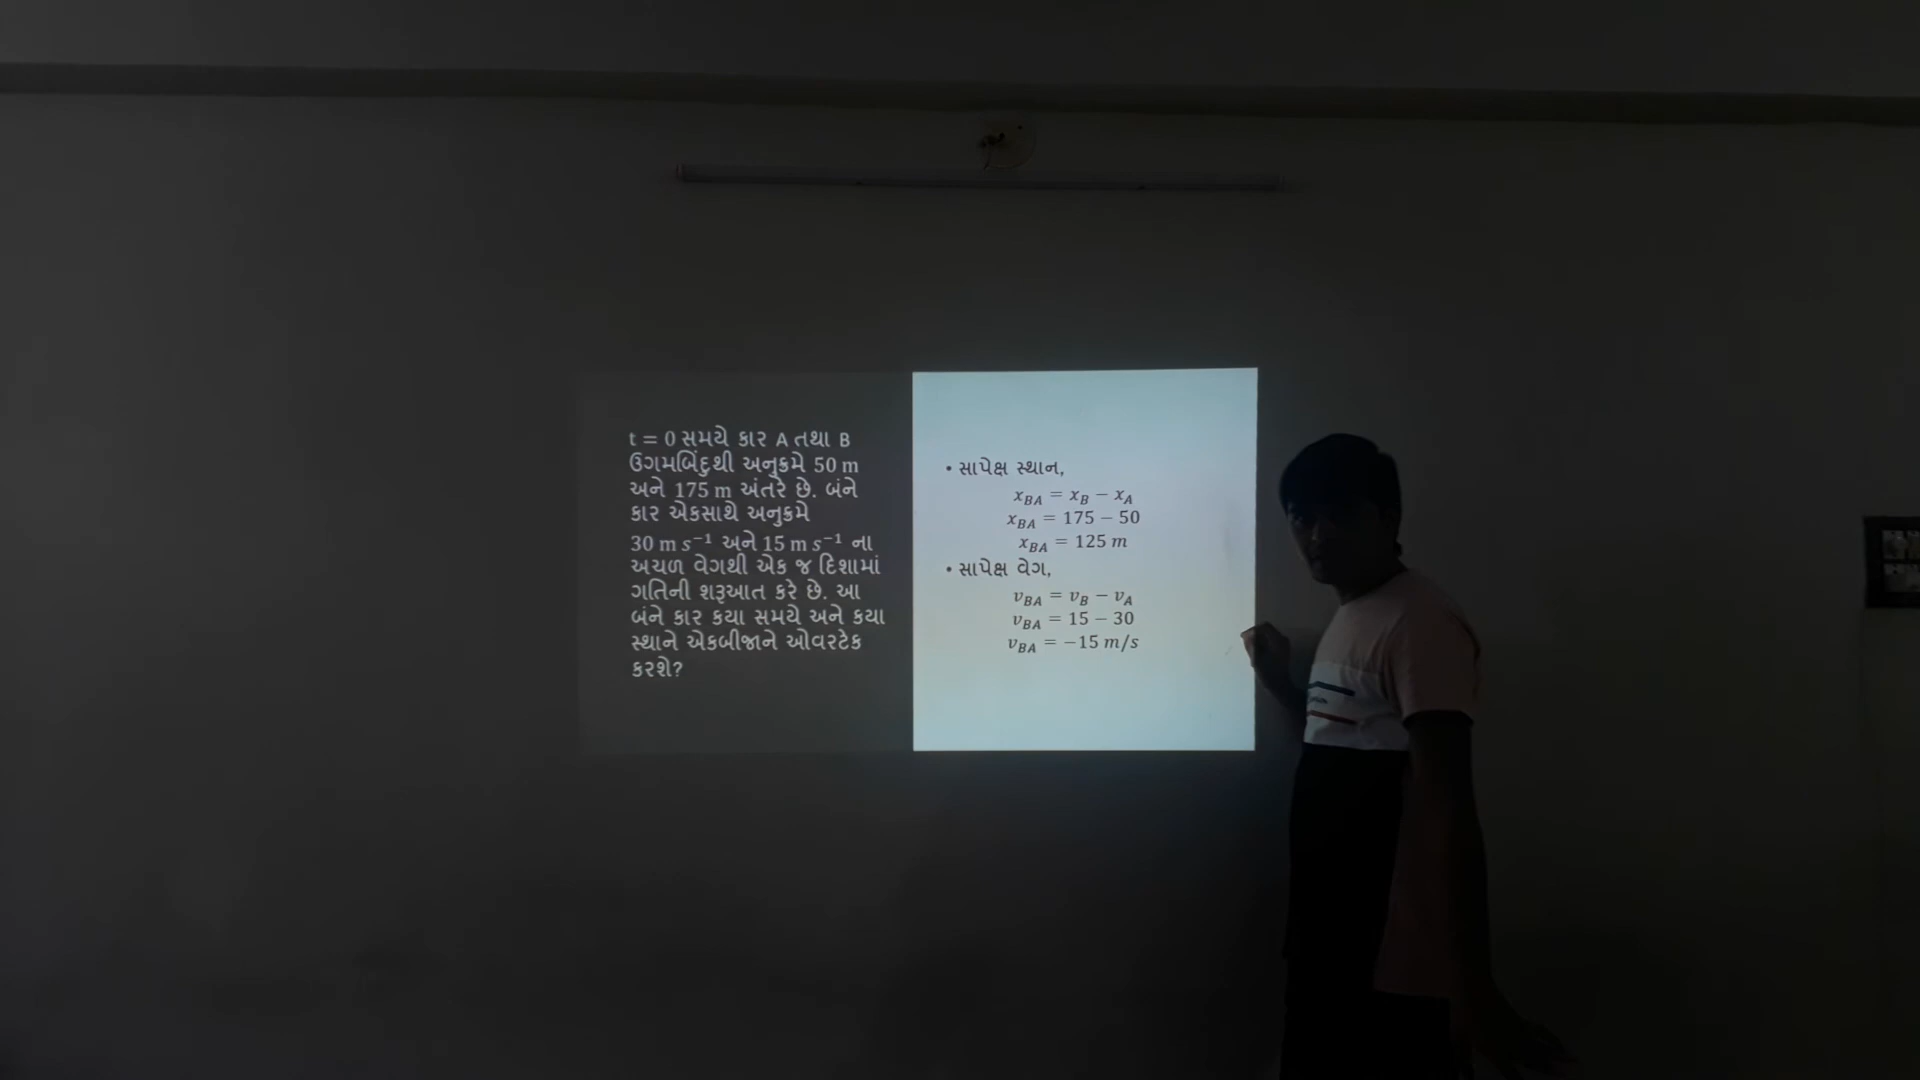 t = 0 સમયે કાર A તથા B
ઉગમબિંદુથી અનુક્રમે 50 m
અને 175 m અંતરે છે. બંને
કાર એકસાથે અનુક્રમે
30 m s⁻¹ અને 15 m s⁻¹ ના
અચળ વેગથી એક જ દિશામાં
ગતિની શરૂઆત કરે છે. આ
બંને કાર કયા સમયે અને કયા
સ્થાને એકબીજાને ઓવરટેક
કરશે?
• સાપેક્ષ સ્થાન,
x_BA = x_B − x_A
x_BA = 175 − 50
x_BA = 125 m
• સાપેક્ષ વેગ,
v_BA = v_B − v_A
v_BA = 15 − 30
v_BA = −15 m/s